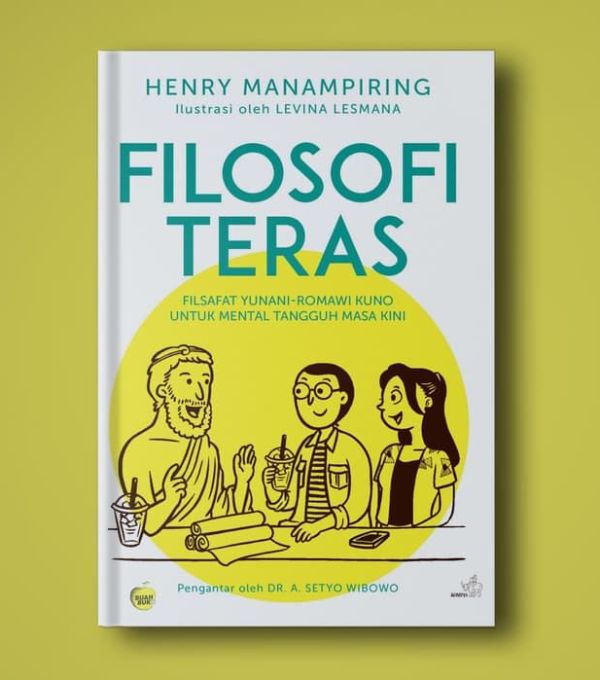 HENRY MANAMPIRING
Ilustrasi oleh LEVINA LESMANA
FILOSOFI
TERAS
FILSAFAT YUNANI-ROMAWI KUNO
UNTUK MENTAL TANGGUH MASA KINI
Pengantar oleh DR. A. SETYO WIBOWO
BUAH